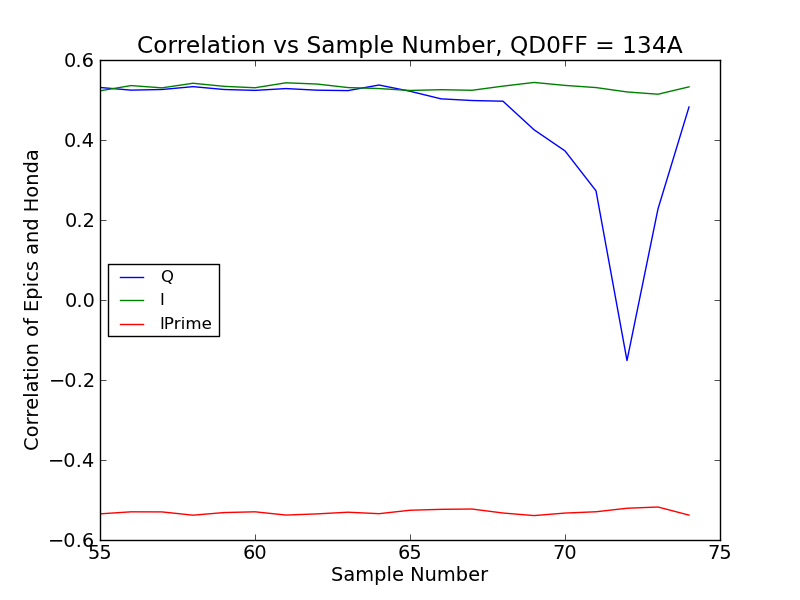 Correlation vs Sample Number, QD0FF = 134A
Correlation of Epics and Honda
0.6
0.4
0.2
0.0
−0.2
−0.4
−0.6
Q
I
IPrime
55 60 65 70 75
Sample Number